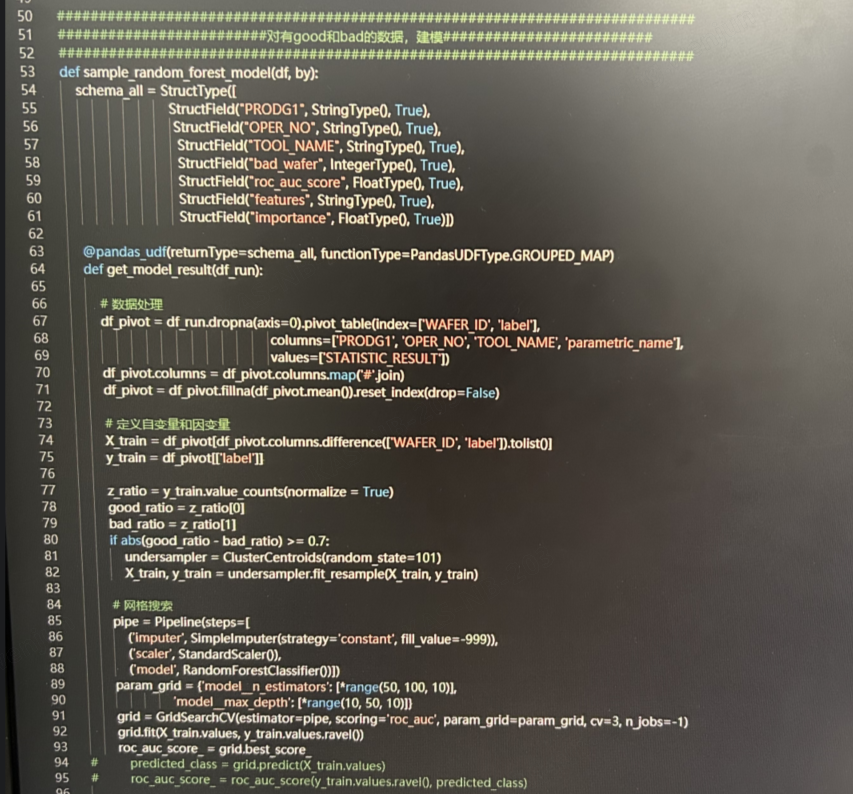 50 ############################################################################
51 #########################对有good和bad的数据，建模#########################
52 ############################################################################
53 def sample_random_forest_model(df, by):
54 schema_all = StructType([
55 StructField("PRODG1", StringType(), True),
56 StructField("OPER_NO", StringType(), True),
57 StructField("TOOL_NAME", StringType(), True),
58 StructField("bad_wafer", IntegerType(), True),
59 StructField("roc_auc_score", FloatType(), True),
60 StructField("features", StringType(), True),
61 StructField("importance", FloatType(), True)])
62
63 @pandas_udf(returnType=schema_all, functionType=PandasUDFType.GROUPED_MAP)
64 def get_model_result(df_run):
65
66 # 数据处理
67 df_pivot = df_run.dropna(axis=0).pivot_table(index=['WAFER_ID', 'label'],
68 columns=['PRODG1', 'OPER_NO', 'TOOL_NAME', 'parametric_name'],
69 values=['STATISTIC_RESULT'])
70 df_pivot.columns = df_pivot.columns.map('#'.join)
71 df_pivot = df_pivot.fillna(df_pivot.mean()).reset_index(drop=False)
72
73 # 定义自变量和因变量
74 X_train = df_pivot[df_pivot.columns.difference(['WAFER_ID', 'label']).tolist()]
75 y_train = df_pivot[['label']]
76
77 z_ratio = y_train.value_counts(normalize = True)
78 good_ratio = z_ratio[0]
79 bad_ratio = z_ratio[1]
80 if abs(good_ratio - bad_ratio) >= 0.7:
81 undersampler = ClusterCentroids(random_state=101)
82 X_train, y_train = undersampler.fit_resample(X_train, y_train)
83
84 # 网格搜索
85 pipe = Pipeline(steps=[
86 ('imputer', SimpleImputer(strategy='constant', fill_value=-999)),
87 ('scaler', StandardScaler()),
88 ('model', RandomForestClassifier())])
89 param_grid = {'model__n_estimators': [*range(50, 100, 10)],
90 'model__max_depth': [*range(10, 50, 10)]}
91 grid = GridSearchCV(estimator=pipe, scoring='roc_auc', param_grid=param_grid, cv=3, n_jobs=-1)
92 grid.fit(X_train.values, y_train.values.ravel())
93 roc_auc_score_ = grid.best_score_
94 # predicted_class = grid.predict(X_train.values)
95 # roc_auc_score_ = roc_auc_score(y_train.values.ravel(), predicted_class)
96